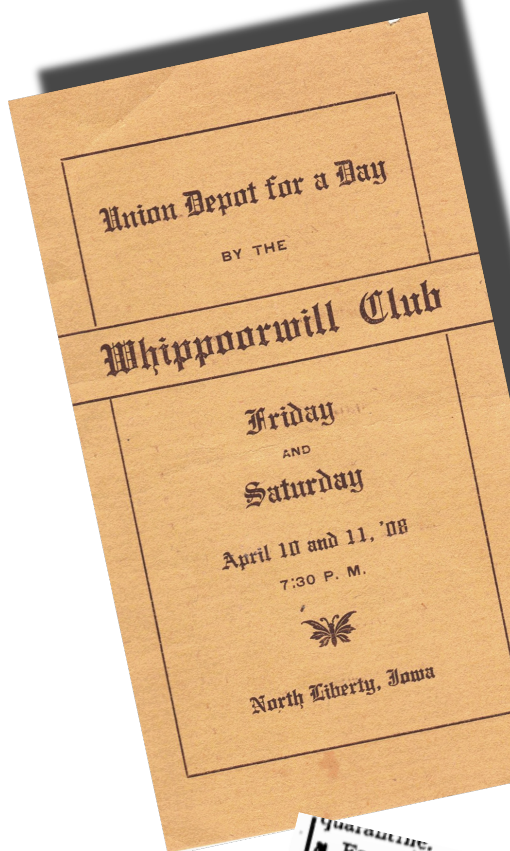 Union Depot for a Day
BY THE
Whippoorwill Club
Friday
AND
Saturday
April 10 and 11, '08
7:30 P. M.
North Liberty, Iowa
quarantine.